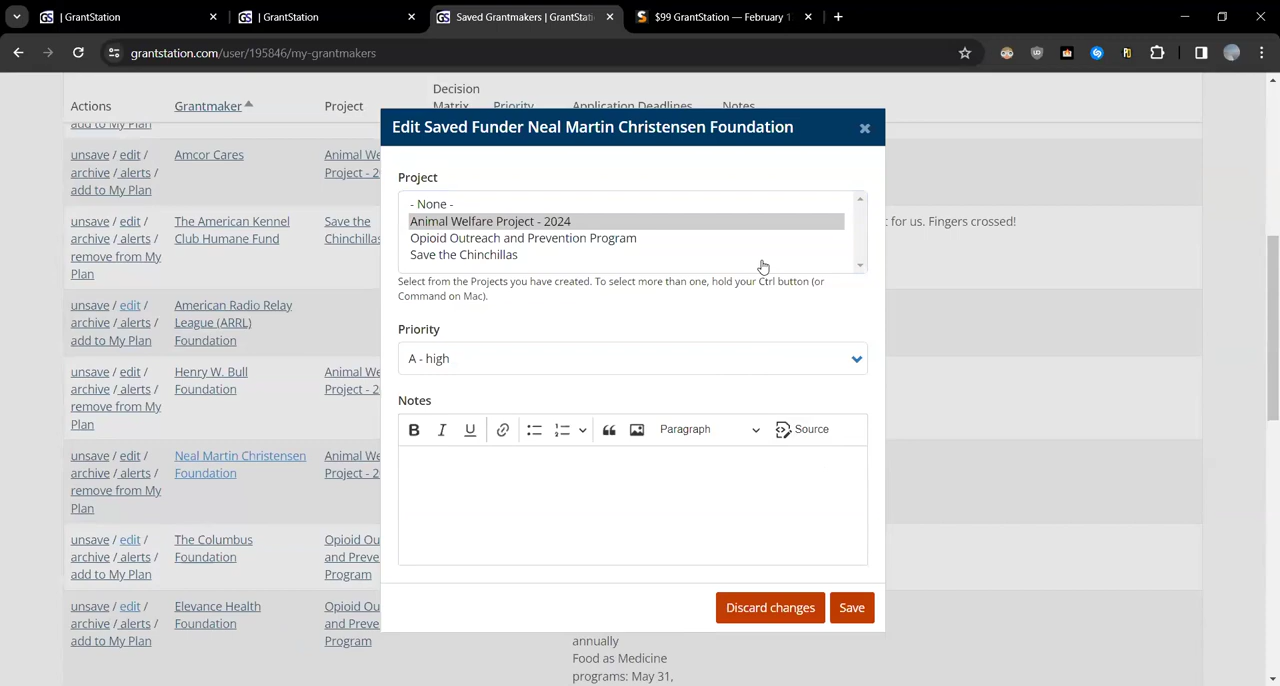 | GrantStation
| GrantStation
Saved Grantmakers | GrantStati
$99 GrantStation — February 1
grantstation.com/user/195846/my-grantmakers
Decision
Actions Grantmaker Project Matrix Priority Application Deadlines Notes
add to My Plan
unsave / edit / Amcor Cares Animal We
archive / alerts / Project - 2
add to My Plan
unsave / edit / The American Kennel Save the t for us. Fingers crossed!
archive / alerts / Club Humane Fund Chinchillas
remove from My
Plan
unsave / edit / American Radio Relay
archive / alerts / League (ARRL)
add to My Plan Foundation
unsave / edit / Henry W. Bull Animal We
archive / alerts / Foundation Project - 2
remove from My
Plan
unsave / edit / Neal Martin Christensen Animal We
archive / alerts / Foundation Project - 2
remove from My
Plan
unsave / edit / The Columbus Opioid Ou
archive / alerts / Foundation and Preve
add to My Plan Program
unsave / edit / Elevance Health Opioid Ou
archive / alerts / Foundation and Preve
add to My Plan Program
annually
Food as Medicine
programs: May 31,
Edit Saved Funder Neal Martin Christensen Foundation
Project
- None -
Animal Welfare Project - 2024
Opioid Outreach and Prevention Program
Save the Chinchillas
Select from the Projects you have created. To select more than one, hold your Ctrl button (or
Command on Mac).
Priority
A - high
Notes
B I U Paragraph Source
Discard changes Save